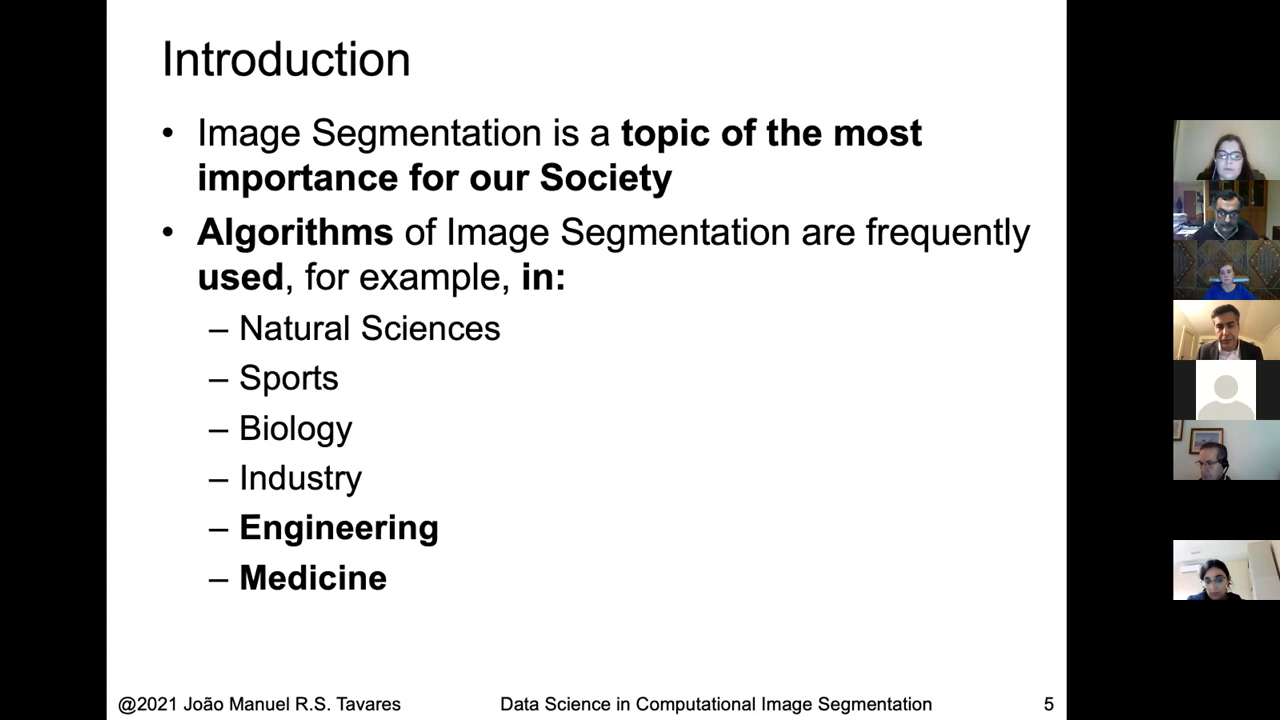 Introduction
• Image Segmentation is a topic of the most
importance for our Society
• Algorithms of Image Segmentation are frequently
used, for example, in:
– Natural Sciences
– Sports
– Biology
– Industry
– Engineering
– Medicine
@2021 João Manuel R.S. Tavares Data Science in Computational Image Segmentation 5